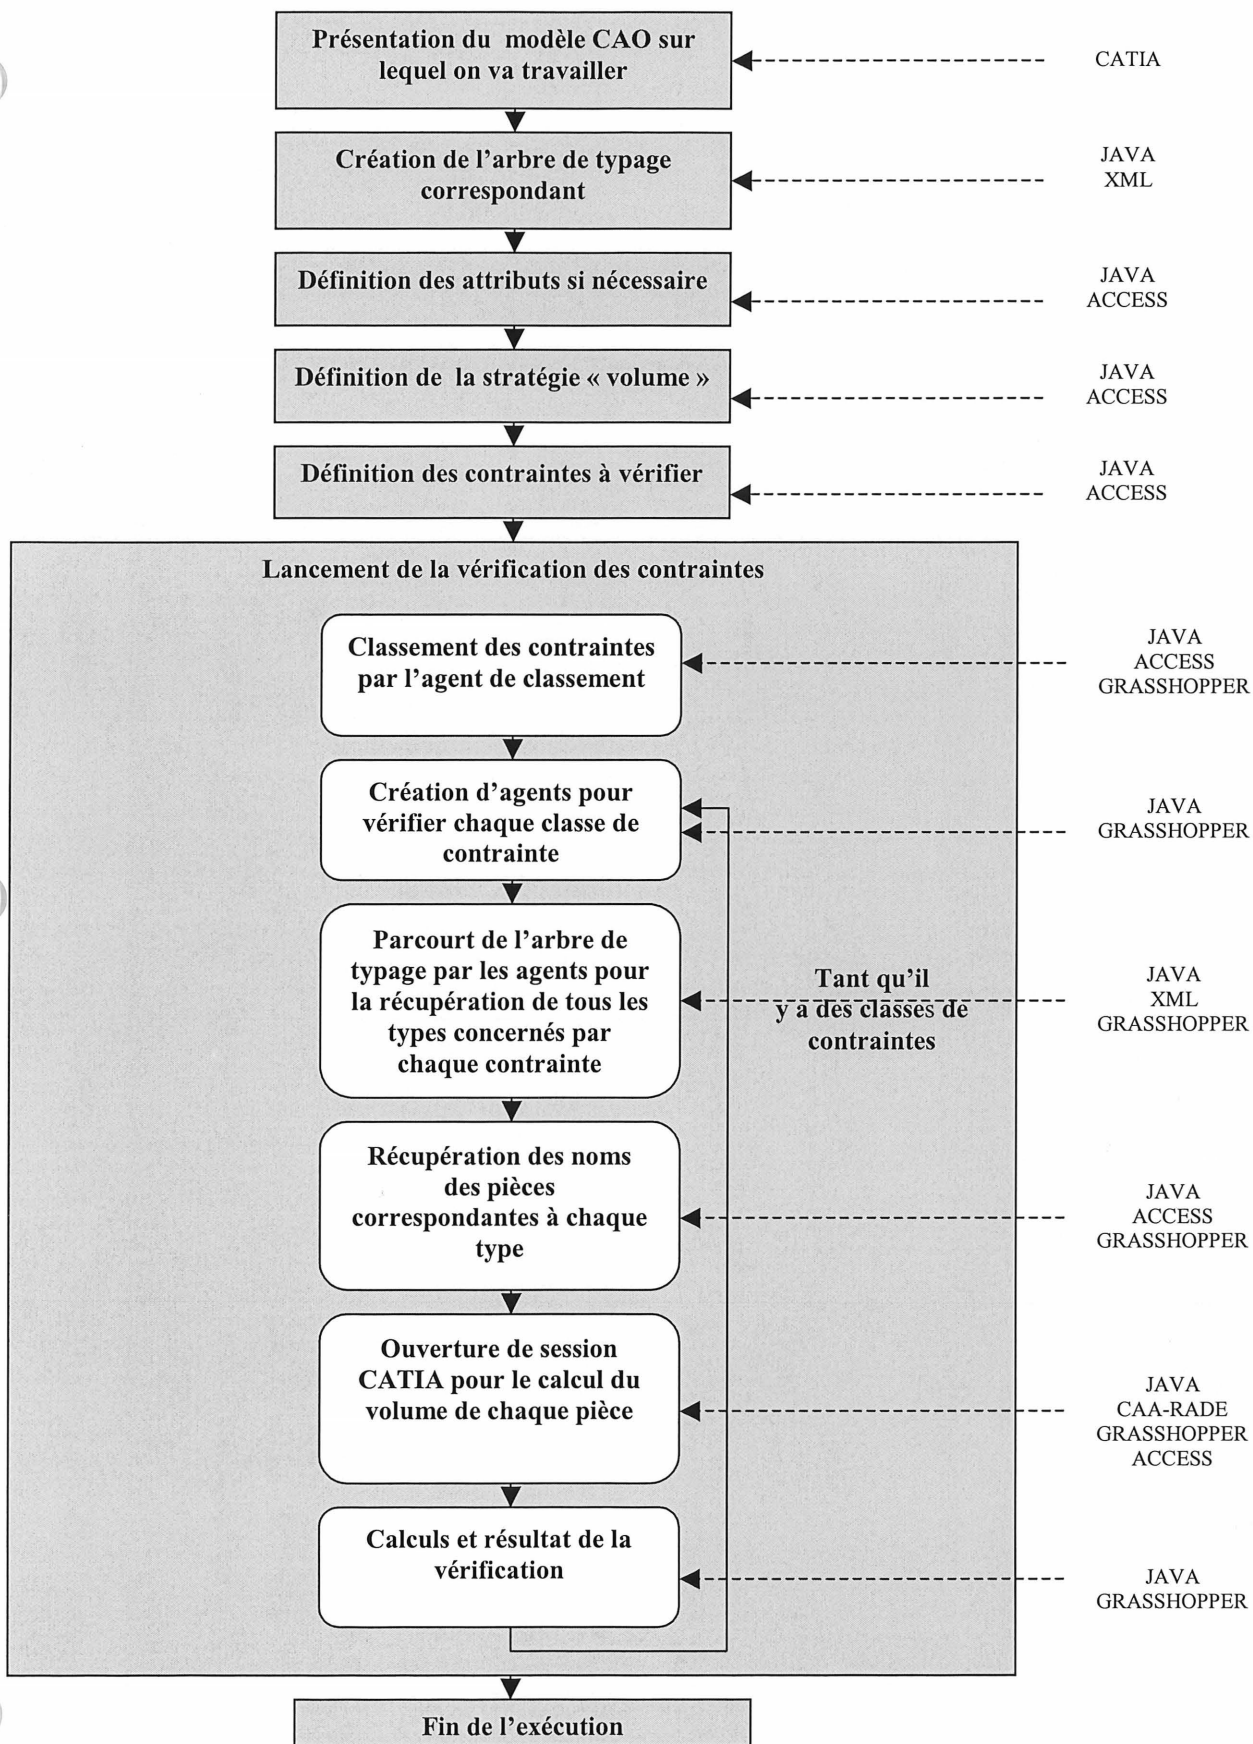 Présentation du modèle CAO sur
lequel on va travailler
CATIA
Création de l'arbre de typage
correspondant
JAVA
XML
Définition des attributs si nécessaire
JAVA
ACCESS
Définition de la stratégie « volume »
JAVA
ACCESS
Définition des contraintes à vérifier
JAVA
ACCESS
Lancement de la vérification des contraintes
Classement des contraintes
par l'agent de classement
JAVA
ACCESS
GRASSHOPPER
Création d'agents pour
vérifier chaque classe de
contrainte
JAVA
GRASSHOPPER
Parcourt de l'arbre de
typage par les agents pour
la récupération de tous les
types concernés par
chaque contrainte
Tant qu'il
y a des classes de
contraintes
JAVA
XML
GRASSHOPPER
Récupération des noms
des pièces
correspondantes à chaque
type
JAVA
ACCESS
GRASSHOPPER
Ouverture de session
CATIA pour le calcul du
volume de chaque pièce
JAVA
CAA-RADE
GRASSHOPPER
ACCESS
Calculs et résultat de la
vérification
JAVA
GRASSHOPPER
Fin de l'exécution